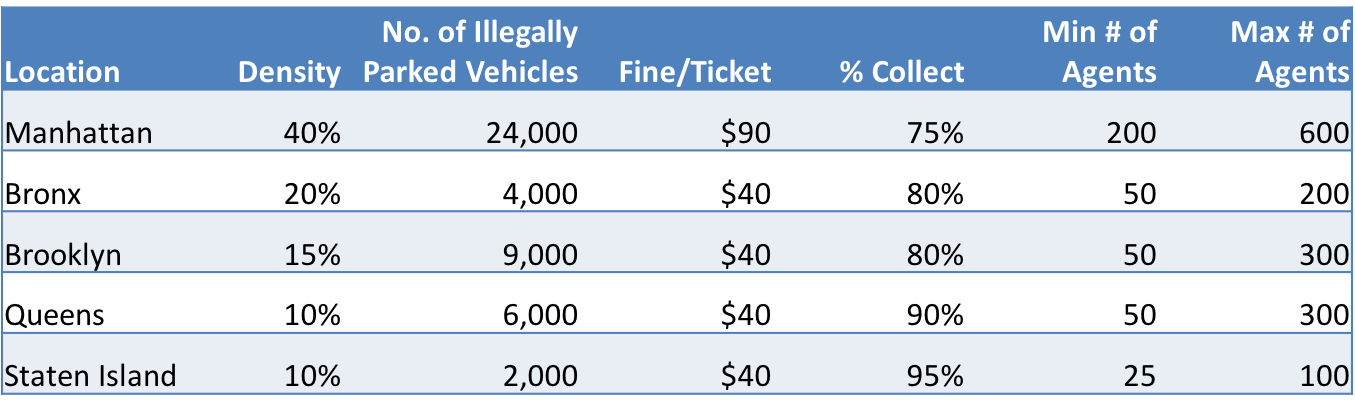 No. of Illegally Min # of Max # of
Location Density Parked Vehicles Fine/Ticket % Collect Agents Agents
Manhattan 40% 24,000 $90 75% 200 600
Bronx 20% 4,000 $40 80% 50 200
Brooklyn 15% 9,000 $40 80% 50 300
Queens 10% 6,000 $40 90% 50 300
Staten Island 10% 2,000 $40 95% 25 100